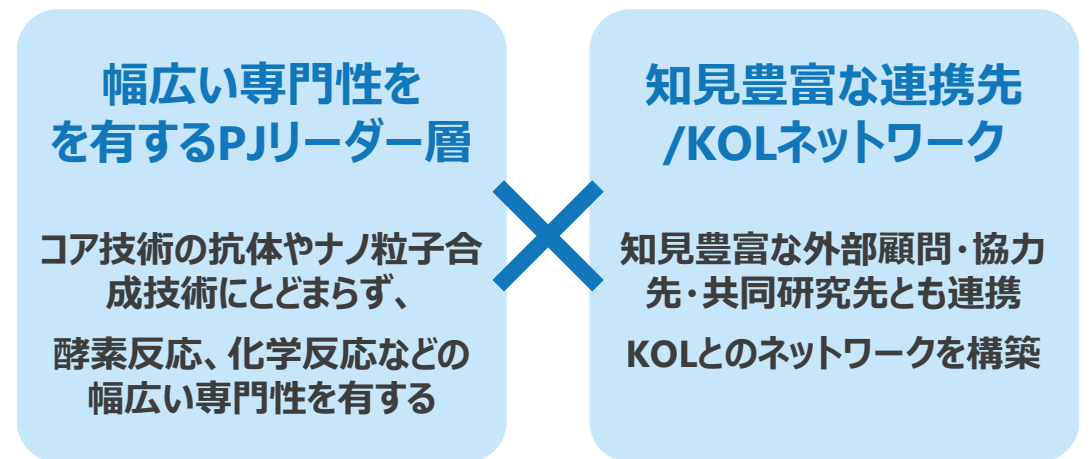 幅広い専門性を
を有するPJリーダー層
コア技術の抗体やナノ粒子合
成技術にとどまらず、
酵素反応、化学反応などの
幅広い専門性を有する
知見豊富な連携先
/KOLネットワーク
知見豊富な外部顧問・協力
先・共同研究先とも連携
KOLとのネットワークを構築